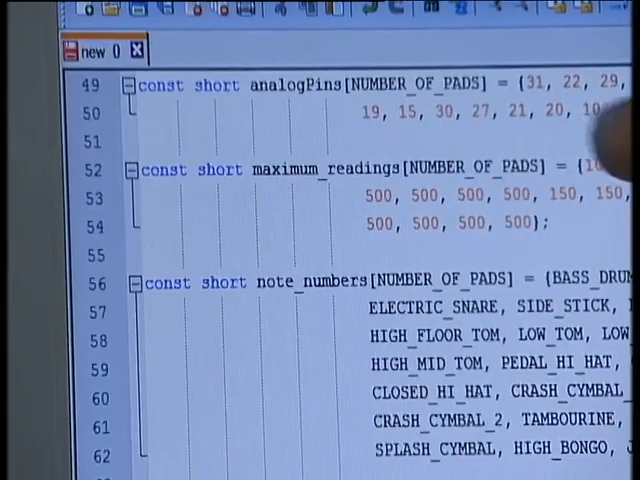 new 0
49 const short analogPins[NUMBER_OF_PADS] = {31, 22, 29,
50 19, 15, 30, 27, 21, 20,
51
52 const short maximum_readings[NUMBER_OF_PADS] = {
53 500, 500, 500, 500, 150, 150,
54 500, 500, 500, 500};
55
56 const short note_numbers[NUMBER_OF_PADS] = {BASS_DRUM
57 ELECTRIC_SNARE, SIDE_STICK,
58 HIGH_FLOOR_TOM, LOW_TOM, LOW
59 HIGH_MID_TOM, PEDAL_HI_HAT,
60 CLOSED_HI_HAT, CRASH_CYMBAL_
61 CRASH_CYMBAL_2, TAMBOURINE,
62 SPLASH_CYMBAL, HIGH_BONGO,